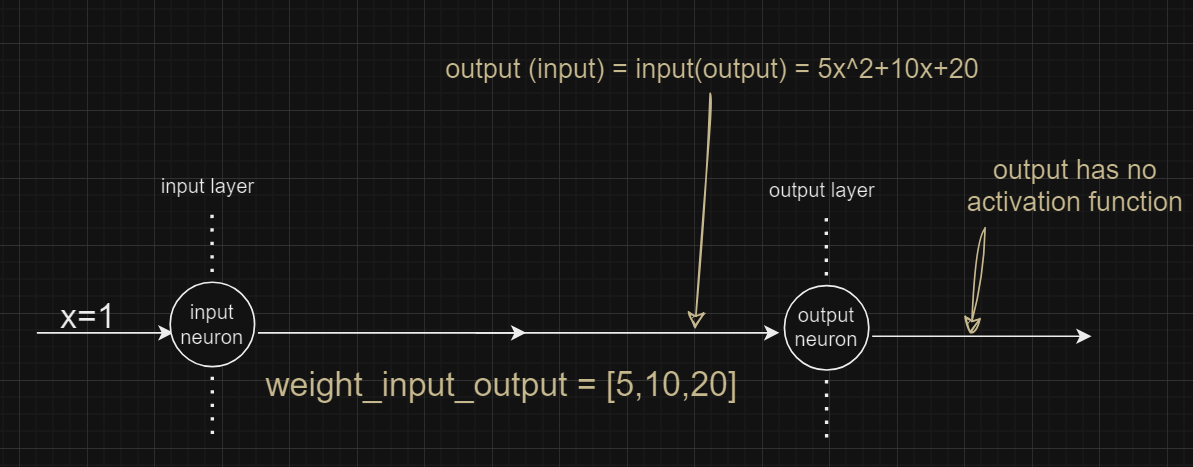 output (input) = input(output) = 5x^2+10x+20
output has no
activation function
input layer
output layer
x=1
input
neuron
output
neuron
weight_input_output = [5,10,20]